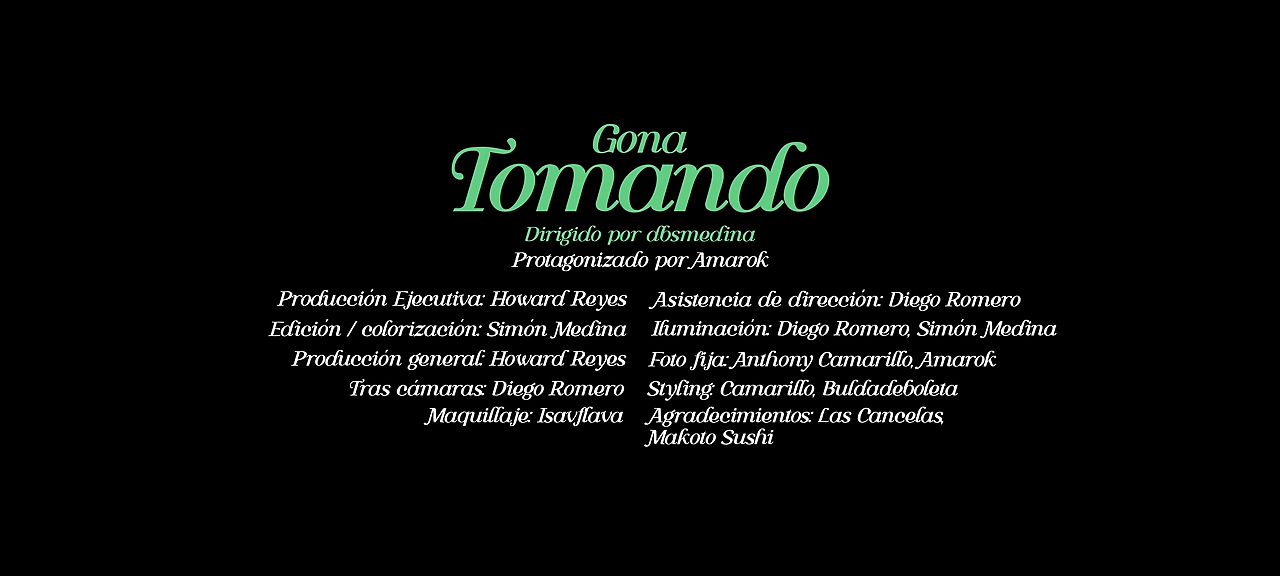 Gona
Tomando
Dirigido por dbsmedina
Protagonizado por Amarok
Producción Ejecutiva: Howard Reyes
Edición / colorización: Simón Medina
Producción general: Howard Reyes
Tras cámaras: Diego Romero
Maquillaje: Isavflava
Asistencia de dirección: Diego Romero
Iluminación: Diego Romero, Simón Medina
Foto fija: Anthony Camarillo, Amarok
Styling: Camarillo, Buldadeboleta
Agradecimientos: Las Cancelas,
Makoto Sushi